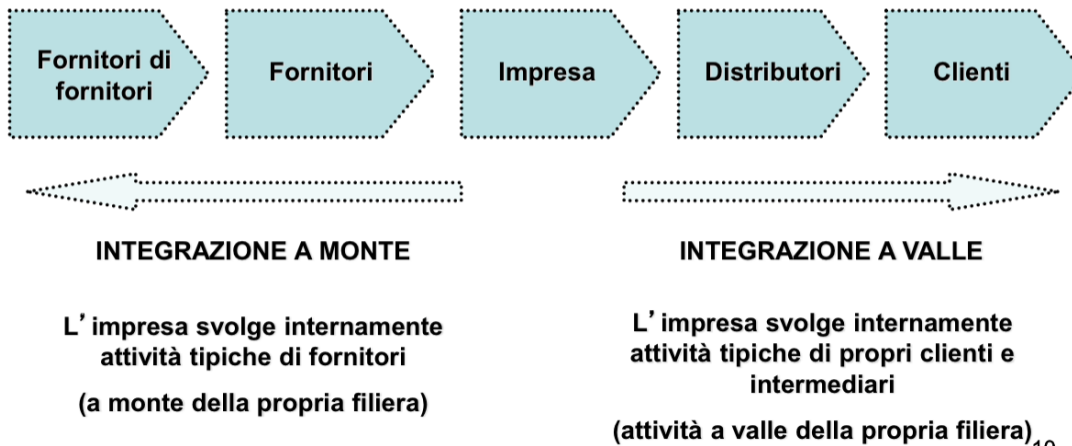 Fornitori di
fornitori
Fornitori
Impresa
Distributori
Clienti
INTEGRAZIONE A MONTE
INTEGRAZIONE A VALLE
L’ impresa svolge internamente
attività tipiche di fornitori
(a monte della propria filiera)
L’ impresa svolge internamente
attività tipiche di propri clienti e
intermediari
(attività a valle della propria filiera)